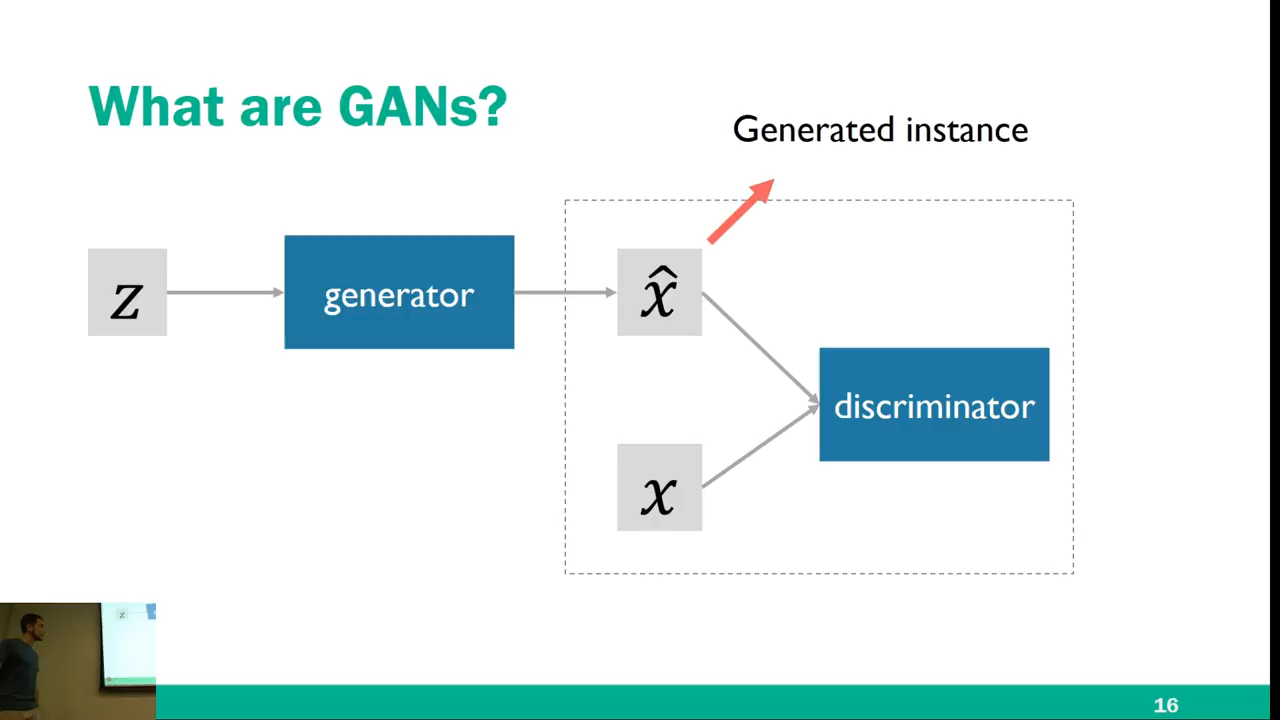 What are GANs?
Generated instance
z
generator
x̂
discriminator
x
z
16